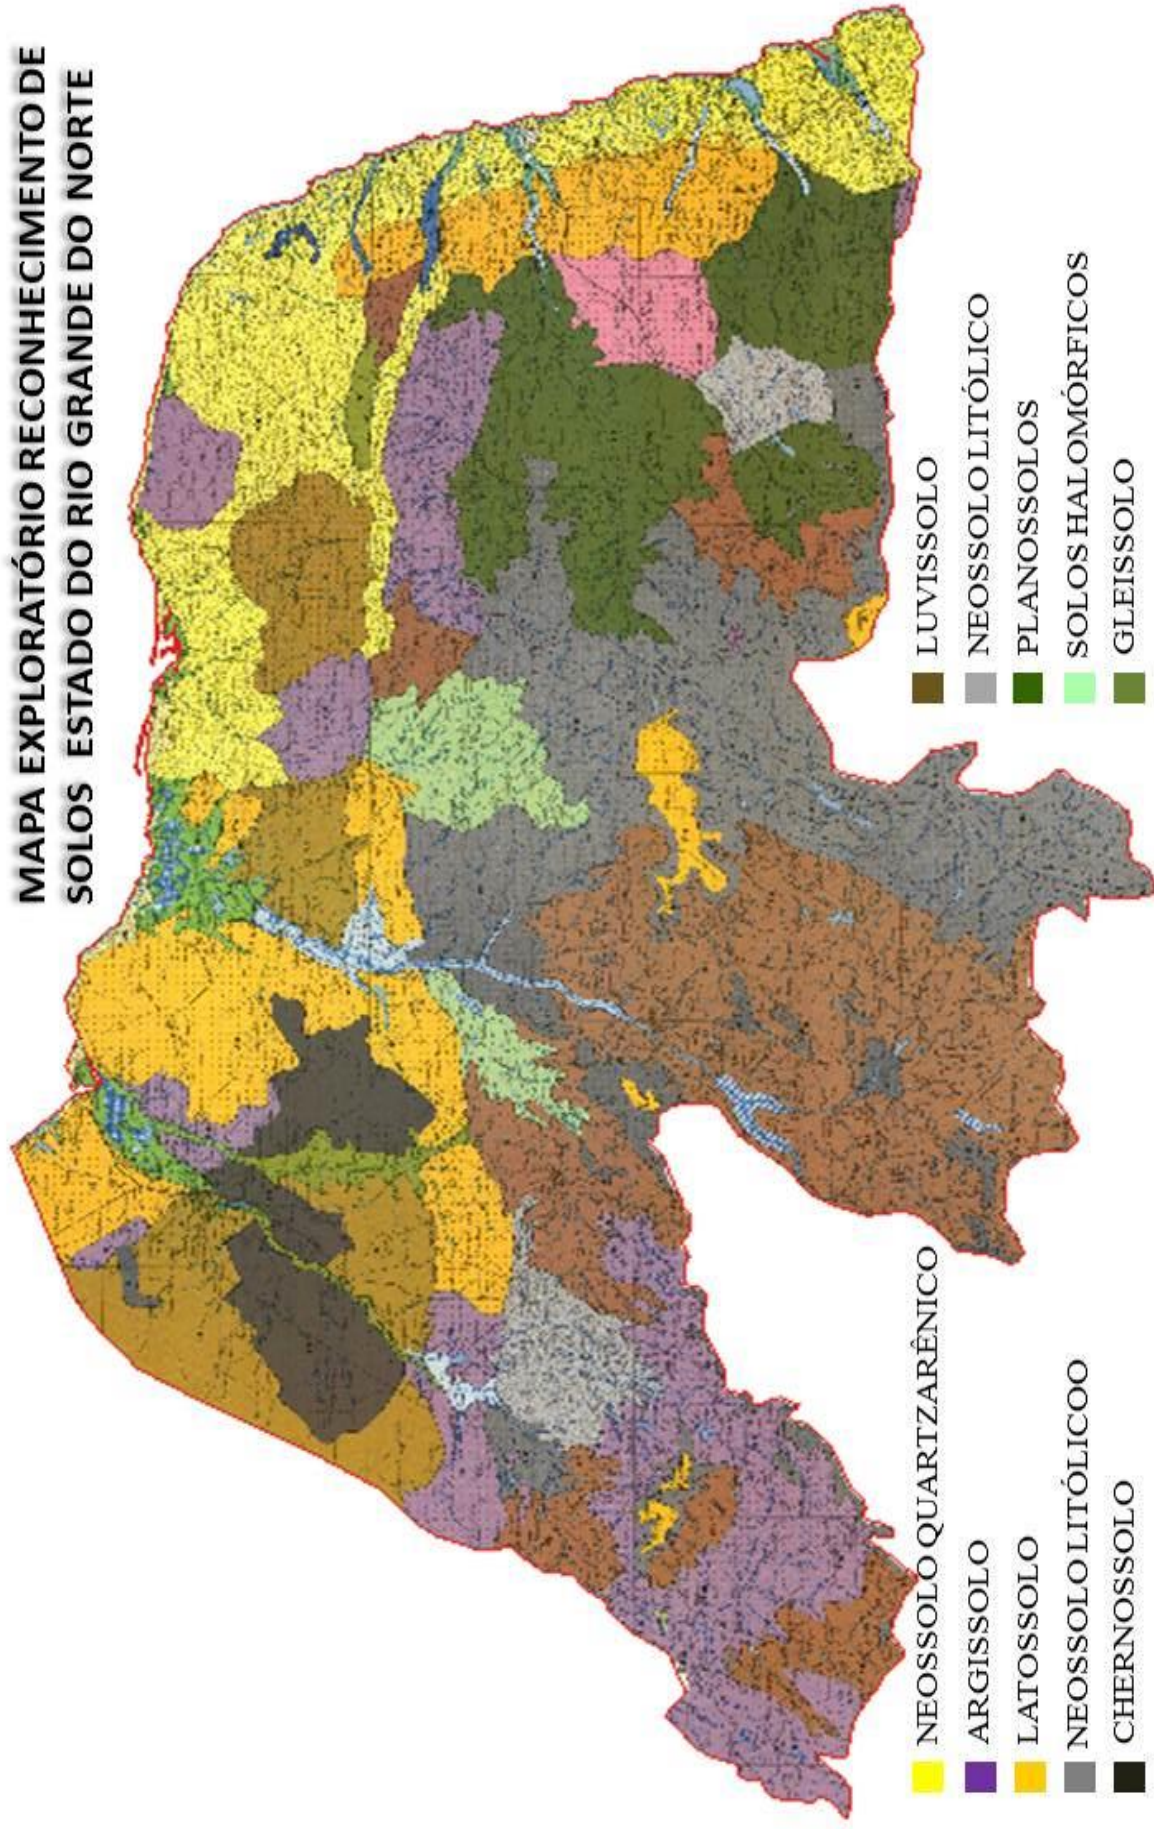 MAPA EXPLORATÓRIO RECONHECIMENTO DE
SOLOS ESTADO DO RIO GRANDE DO NORTE
NEOSSOLO QUARTZARÊNICO
ARGISSOLO
LATOSSOLO
NEOSSOLO LITÓLICOO
CHERNOSSOLO
LUVISSSOLO
NEOSSOLO LITÓLICO
PLANOSSOLOS
SOLOS HALOMÓRFICOS
GLEISSOLO